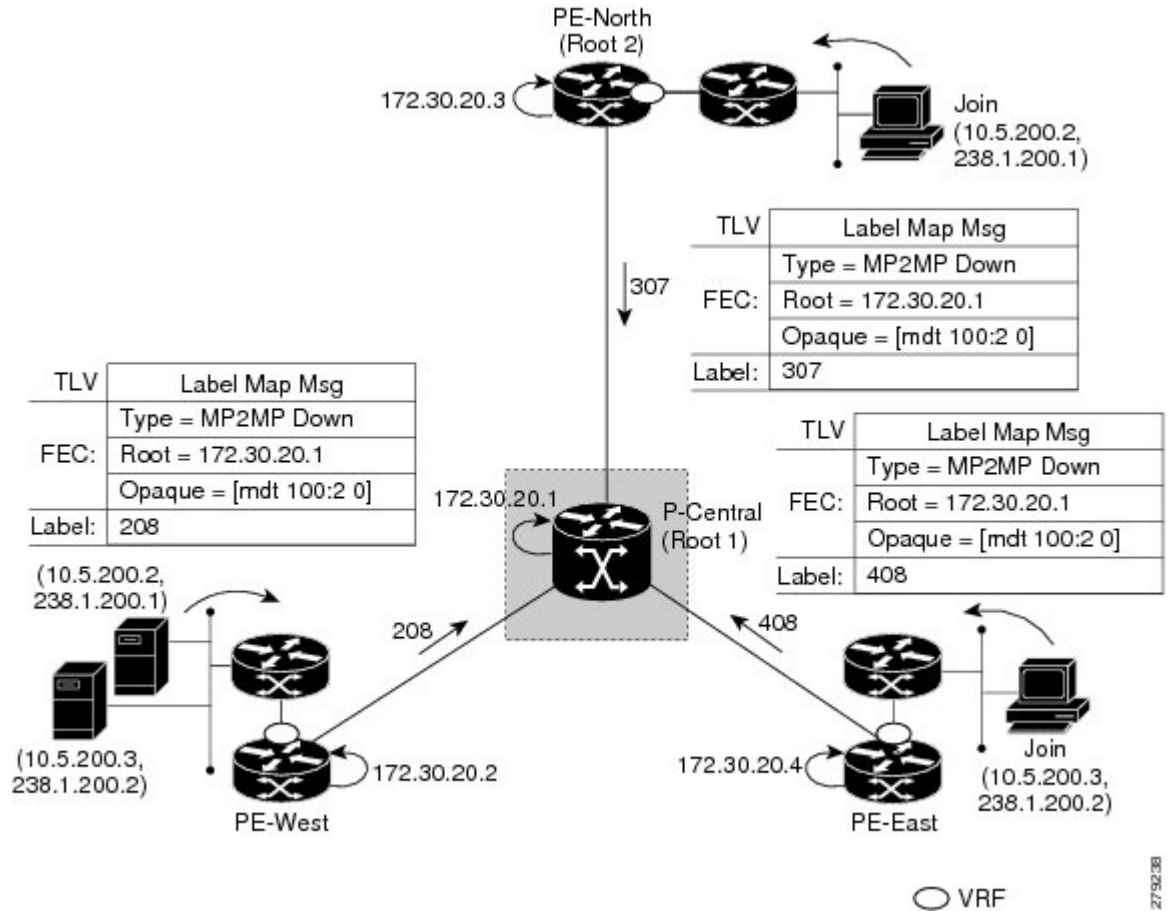 PE-North
(Root 2)
172.30.20.3
Join
(10.5.200.2,
238.1.200.1)
307
TLV
Label Map Msg
FEC:
Type = MP2MP Down
Root = 172.30.20.1
Opaque = [mdt 100:2 0]
Label:
307
TLV
Label Map Msg
FEC:
Type = MP2MP Down
Root = 172.30.20.1
Opaque = [mdt 100:2 0]
Label:
208
TLV
Label Map Msg
FEC:
Type = MP2MP Down
Root = 172.30.20.1
Opaque = [mdt 100:2 0]
Label:
408
172.30.20.1
P-Central
(Root 1)
(10.5.200.2,
238.1.200.1)
208
408
(10.5.200.3,
238.1.200.2)
172.30.20.2
PE-West
172.30.20.4
PE-East
Join
(10.5.200.3,
238.1.200.2)
VRF
279238